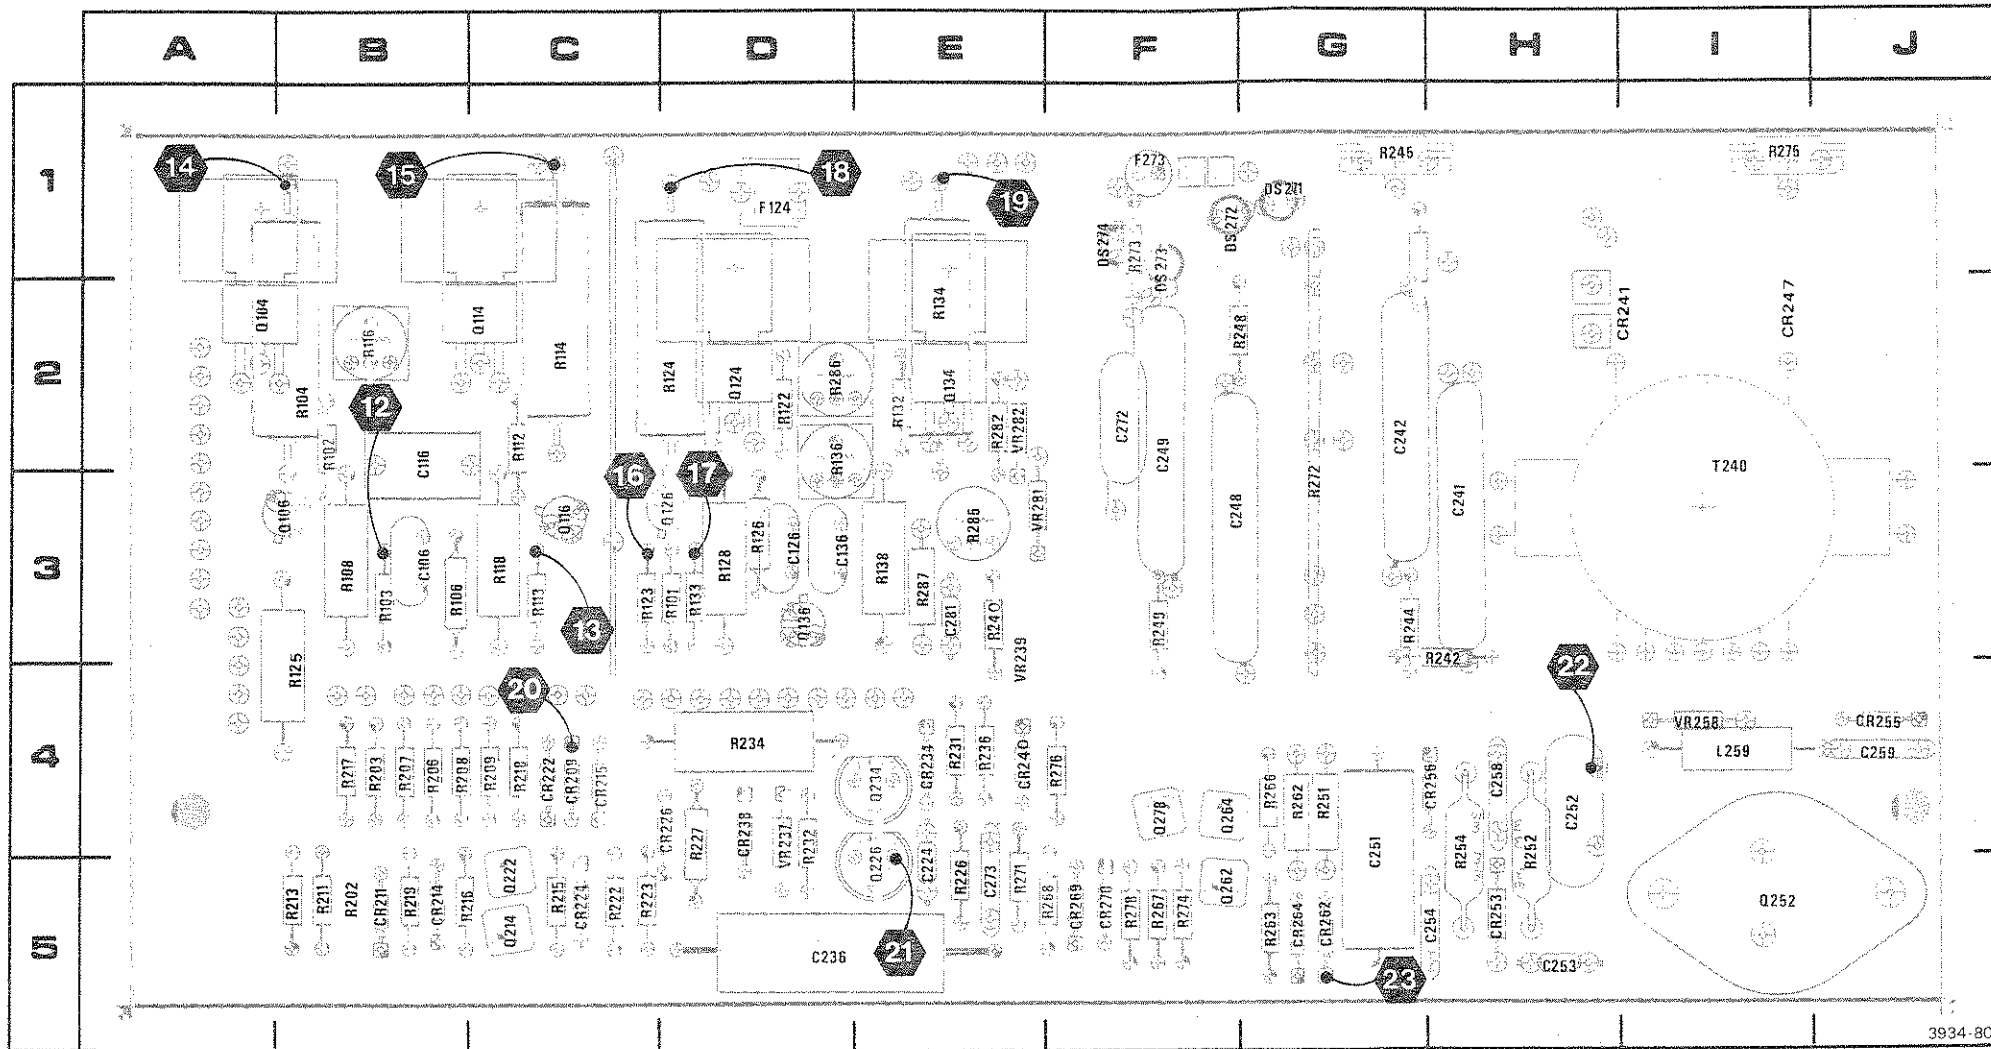 A B C D E F G H I J
1
14 15 18 19
F273 R245 R275
DS271
F124 DS272
DS274 R273 DS273
2
Q104 R116 Q114 R114 R124 Q124 R122 R286 R134 Q134 R132 R248 CR241 CR247
R104 12 R282 VR282 C272 C249 C242
R102 C116 R112 R136
3
16 17 T240
Q106 Q116 Q126 R126 C126 C136 R285 VR281 C248 R272 C241
R108 R103 C106 R106 R118 R113 R123 R101 R133 R128 R138 R287
13 Q136 C281 R240 R249 R244
R125 VR239 R242 22
20
4
R234 VR258 CR255
L259 C259
R217 R203 R207 R206 R208 R209 R218 CR222 CR209 CR215 Q234 CR234 R231 R236 CR240 R276 R266 R262 R251 CR256 C258 C252
CR226 R227 CR238 VR237 R232 Q278 Q264 C251 R254 R252
5
R213 R211 R202 CR211 R219 CR214 R216 Q222 R215 CR221 R222 R223 Q226 C224 R226 C273 R271 R268 CR269 CR270 R278 R267 R274 Q262 R263 CR264 CR262 C254 CR253 Q252
Q214 C236 21 C253
23
3934-80